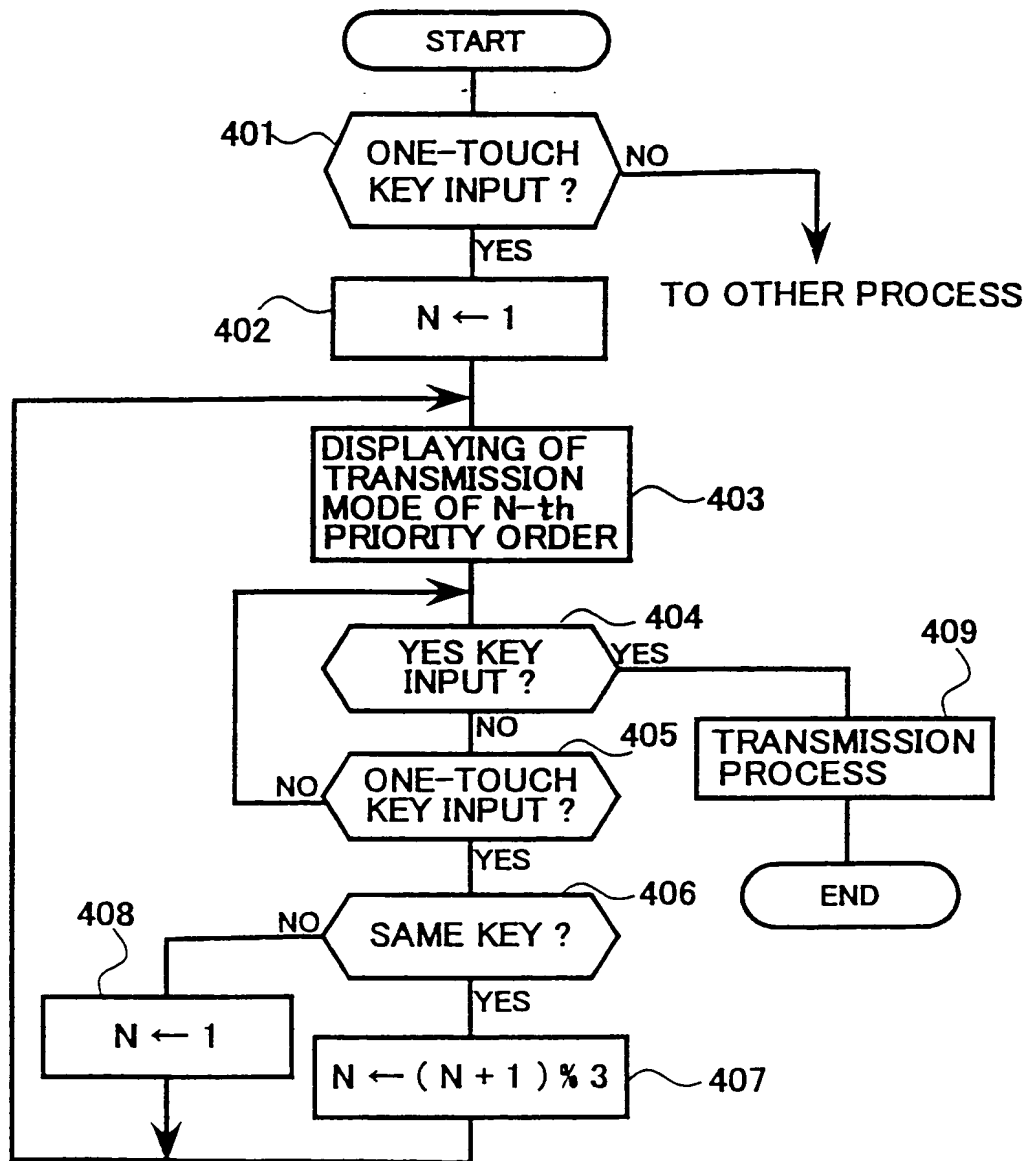 START
401
ONE-TOUCH
KEY INPUT ?
NO
YES
TO OTHER PROCESS
402
N ← 1
DISPLAYING OF
TRANSMISSION
MODE OF N-th
PRIORITY ORDER
403
404
YES KEY
INPUT ?
YES
409
NO
TRANSMISSION
PROCESS
405
ONE-TOUCH
KEY INPUT ?
NO
YES
END
406
SAME KEY ?
NO
408
YES
N ← 1
N ← ( N + 1 ) % 3
407